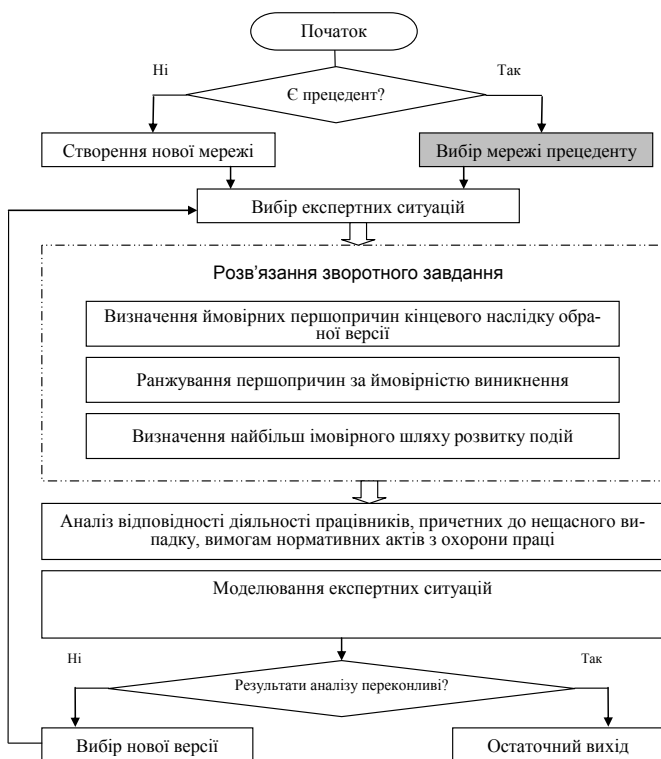 Початок
Ні
Так
Є прецедент?
Створення нової мережі
Вибір мережі прецеденту
Вибір експертних ситуацій
Розв'язання зворотного завдання
Визначення ймовірних першопричин кінцевого наслідку обра-
ної версії
Ранжування першопричин за ймовірністю виникнення
Визначення найбільш імовірного шляху розвитку подій
Аналіз відповідності діяльності працівників, причетних до нещасного ви-
падку, вимогам нормативних актів з охорони праці
Моделювання експертних ситуацій
Ні
Так
Результати аналізу переконливі?
Вибір нової версії
Остаточний вихід